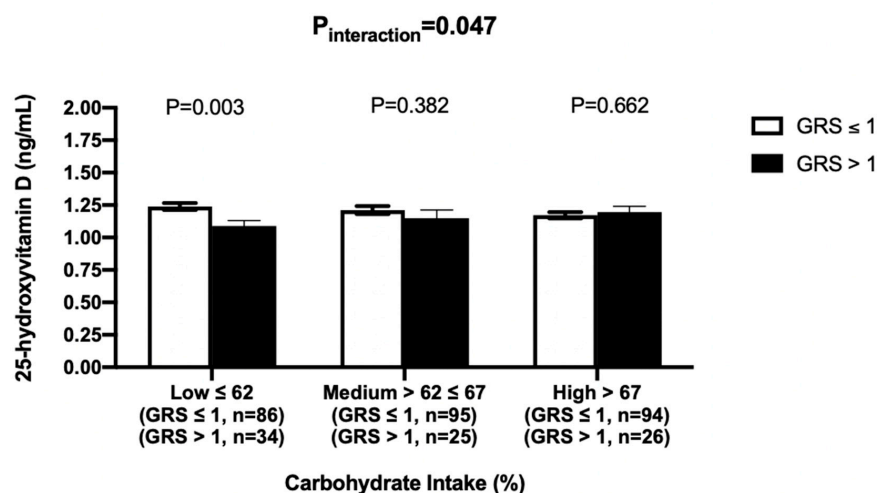 P_interaction=0.047
25-hydroxyvitamin D (ng/mL)
2.00
1.75
1.50
1.25
1.00
0.75
0.50
0.25
0.00
P=0.003
P=0.382
P=0.662
GRS ≤ 1
GRS > 1
Low ≤ 62
(GRS ≤ 1, n=86)
(GRS > 1, n=34)
Medium > 62 ≤ 67
(GRS ≤ 1, n=95)
(GRS > 1, n=25)
High > 67
(GRS ≤ 1, n=94)
(GRS > 1, n=26)
Carbohydrate Intake (%)